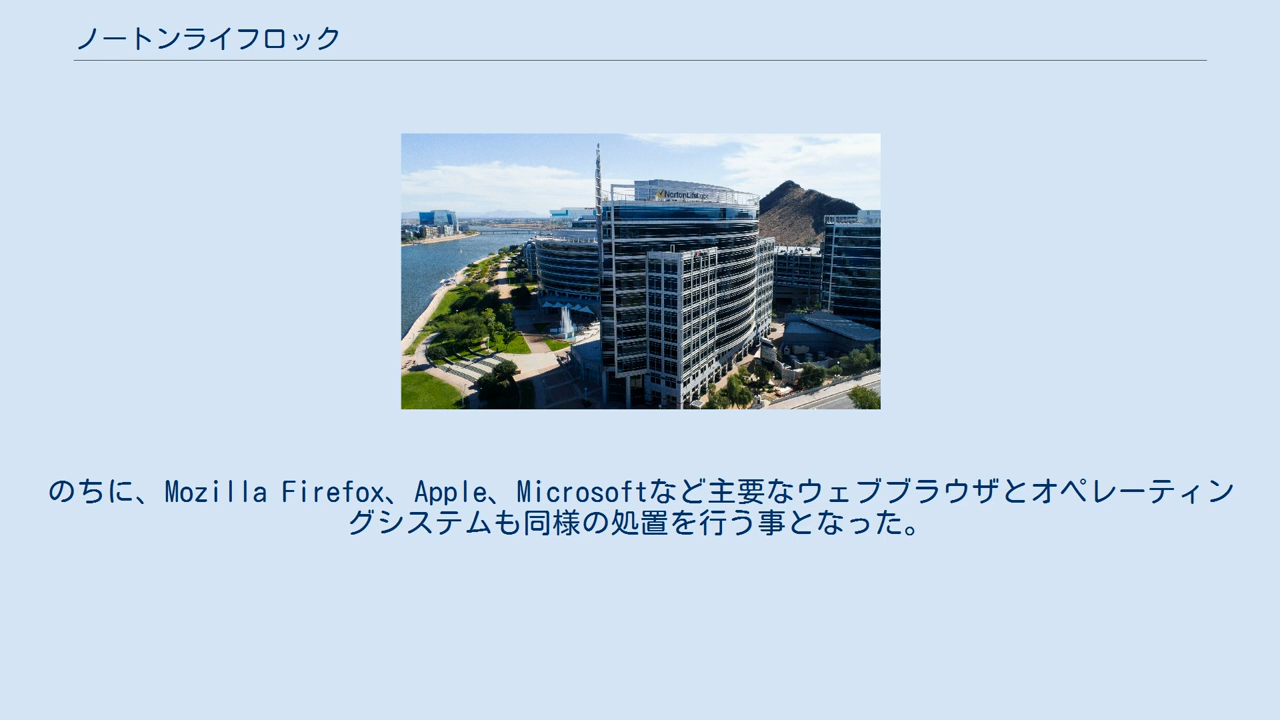 ノートンライフロック
NortonLifeLock
のちに、Mozilla Firefox、Apple、Microsoftなど主要なウェブブラウザとオペレーティン
グシステムも同様の処置を行う事となった。